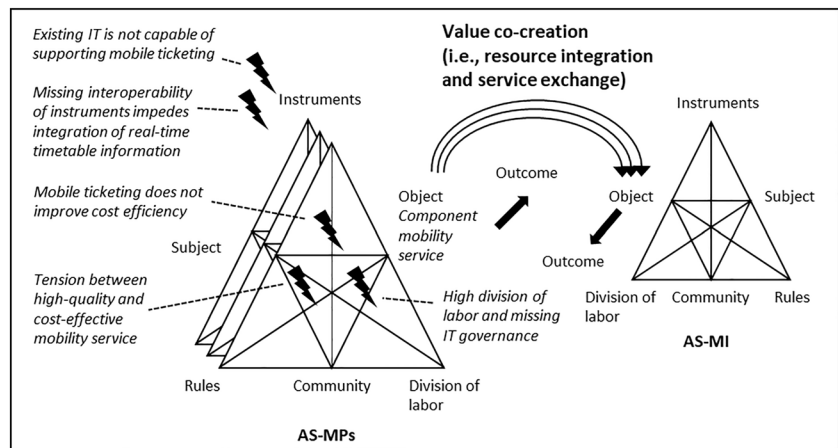 Existing IT is not capable of
supporting mobile ticketing
Missing interoperability
of instruments impedes
integration of real-time
timetable information
Mobile ticketing does not
improve cost efficiency
Tension between
high-quality and
cost-effective
mobility service
Instruments
Subject
Rules
Community
Division of
labor
AS-MPs
High division of
labor and missing
IT governance
Object
Component
mobility
service
Value co-creation
(i.e., resource integration
and service exchange)
Outcome
Outcome
Object
Instruments
Subject
Division of
labor
Community
Rules
AS-MI